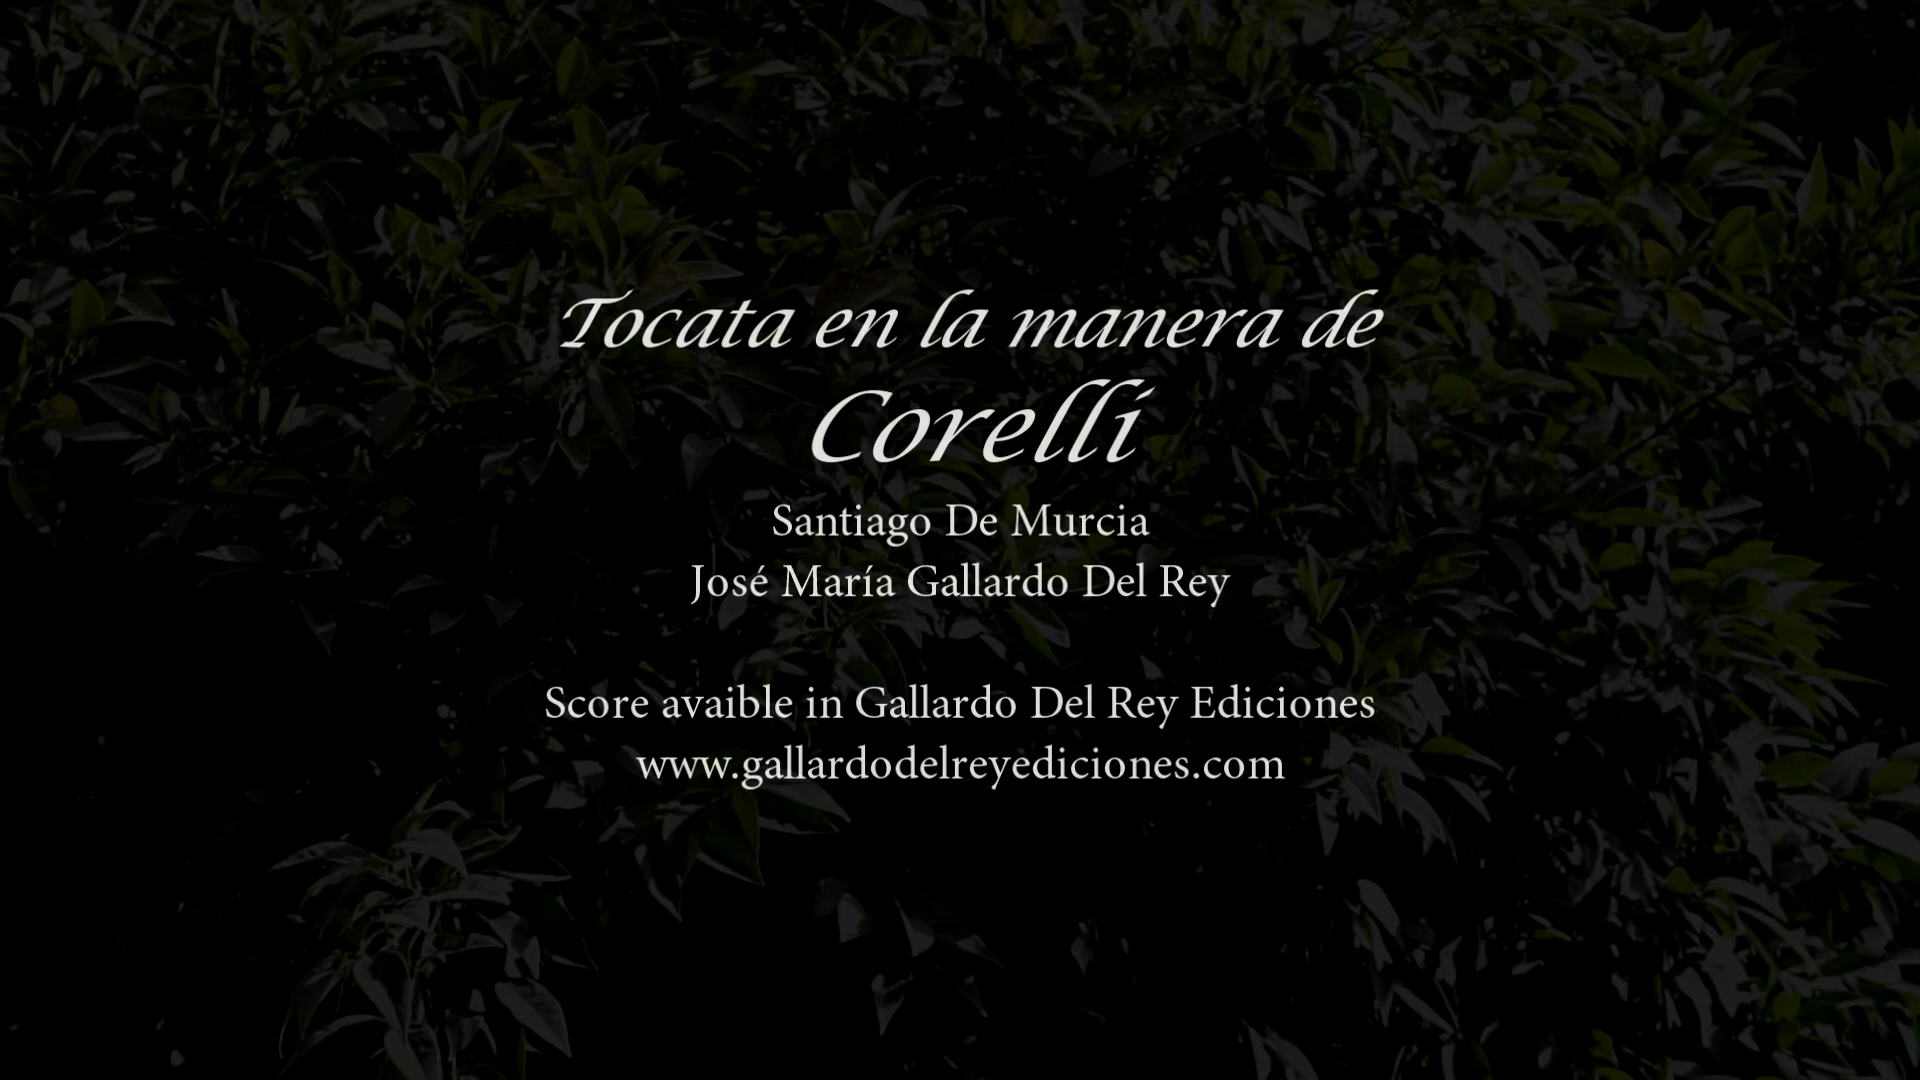 Tocata en la manera de
Corelli
Santiago De Murcia
José María Gallardo Del Rey
Score avaible in Gallardo Del Rey Ediciones
www.gallardodelreyediciones.com